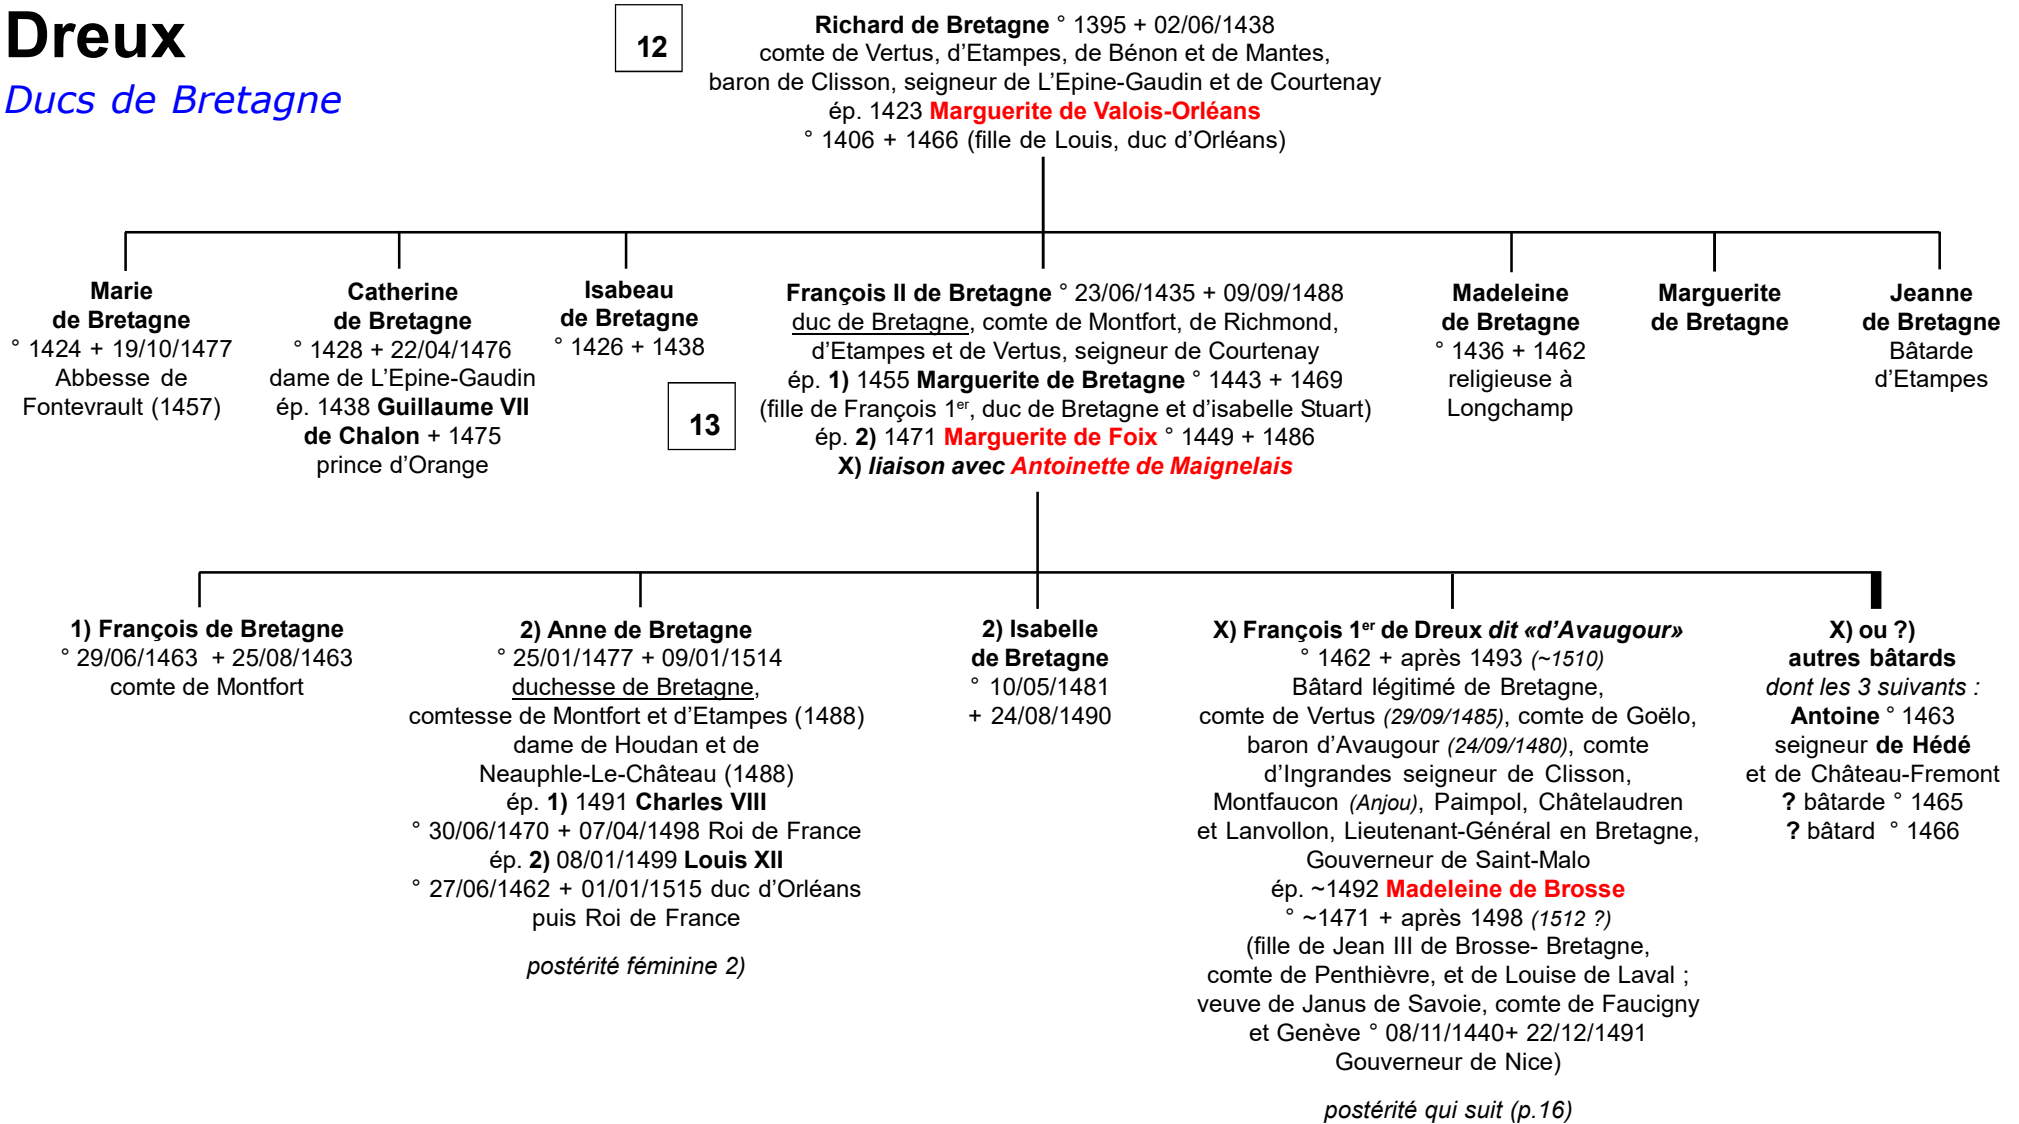 Dreux
Ducs de Bretagne
12
Richard de Bretagne ° 1395 + 02/06/1438
comte de Vertus, d’Etampes, de Bénon et de Mantes,
baron de Clisson, seigneur de L’Epine-Gaudin et de Courtenay
ép. 1423 Marguerite de Valois-Orléans
° 1406 + 1466 (fille de Louis, duc d’Orléans)
Marie
de Bretagne
° 1424 + 19/10/1477
Abbesse de
Fontevrault (1457)
Catherine
de Bretagne
° 1428 + 22/04/1476
dame de L’Epine-Gaudin
ép. 1438 Guillaume VII
de Chalon + 1475
prince d’Orange
Isabeau
de Bretagne
° 1426 + 1438
13
François II de Bretagne ° 23/06/1435 + 09/09/1488
duc de Bretagne, comte de Montfort, de Richmond,
d’Etampes et de Vertus, seigneur de Courtenay
ép. 1) 1455 Marguerite de Bretagne ° 1443 + 1469
(fille de François 1er, duc de Bretagne et d’isabelle Stuart)
ép. 2) 1471 Marguerite de Foix ° 1449 + 1486
X) liaison avec Antoinette de Maignelais
Madeleine
de Bretagne
° 1436 + 1462
religieuse à
Longchamp
Marguerite
de Bretagne
Jeanne
de Bretagne
Bâtarde
d’Etampes
1) François de Bretagne
° 29/06/1463 + 25/08/1463
comte de Montfort
2) Anne de Bretagne
° 25/01/1477 + 09/01/1514
duchesse de Bretagne,
comtesse de Montfort et d’Etampes (1488)
dame de Houdan et de
Neauphle-Le-Château (1488)
ép. 1) 1491 Charles VIII
° 30/06/1470 + 07/04/1498 Roi de France
ép. 2) 08/01/1499 Louis XII
° 27/06/1462 + 01/01/1515 duc d’Orléans
puis Roi de France
postérité féminine 2)
2) Isabelle
de Bretagne
° 10/05/1481
+ 24/08/1490
X) François 1er de Dreux dit «d’Avaugour»
° 1462 + après 1493 (~1510)
Bâtard légitimé de Bretagne,
comte de Vertus (29/09/1485), comte de Goëlo,
baron d’Avaugour (24/09/1480), comte
d’Ingrandes seigneur de Clisson,
Montfaucon (Anjou), Paimpol, Châtelaudren
et Lanvollon, Lieutenant-Général en Bretagne,
Gouverneur de Saint-Malo
ép. ~1492 Madeleine de Brosse
° ~1471 + après 1498 (1512 ?)
(fille de Jean III de Brosse- Bretagne,
comte de Penthièvre, et de Louise de Laval ;
veuve de Janus de Savoie, comte de Faucigny
et Genève ° 08/11/1440+ 22/12/1491
Gouverneur de Nice)
postérité qui suit (p.16)
X) ou ?)
autres bâtards
dont les 3 suivants :
Antoine ° 1463
seigneur de Hédé
et de Château-Fremont
? bâtarde ° 1465
? bâtard ° 1466